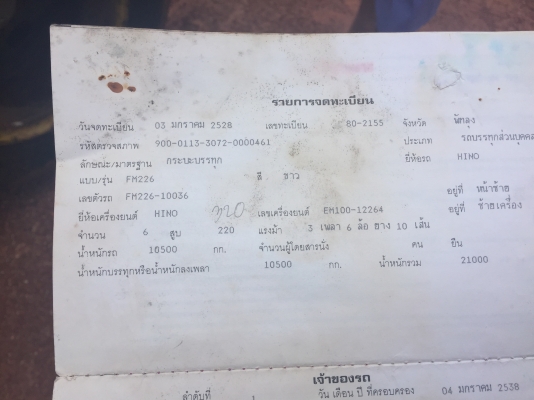 รายการจดทะเบียน
วันจดทะเบียน 03 มกราคม 2528 เลขทะเบียน 80-2155 จังหวัด พัทลุง
รหัสตรวจสภาพ 900-0113-3072-0000461 ประเภท รถบรรทุกส่วนบุคคล
ลักษณะ/มาตรฐาน กระบะบรรทุก ยี่ห้อรถ HINO
แบบ/รุ่น FM226 สี ขาว
เลขตัวรถ FM226-10036 อยู่ที่ หน้าซ้าย
ยี่ห้อเครื่องยนต์ HINO 320 เลขเครื่องยนต์ EM100-12264 อยู่ที่ ซ้ายเครื่อง
จำนวน 6 สูบ 220 แรงม้า 3 เพลา 6 ล้อ ยาง 10 เส้น
น้ำหนักรถ 10500 กก. จำนวนผู้โดยสารนั่ง คน ยืน
น้ำหนักบรรทุกหรือน้ำหนักลงเพลา 10500 กก. น้ำหนักรวม 21000
เจ้าของรถ
ลำดับที่ 1 วัน เดือน ปี ที่ครอบครอง 04 มกราคม 2538